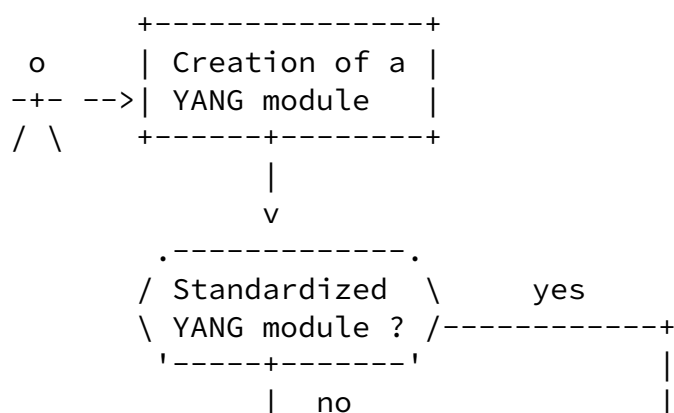 +---------------+
o | Creation of a |
-+- -->| YANG module |
/ \ +------+--------+
|
v
.-------------.
/ Standardized \ yes
\ YANG module ? /------------+
'-----+-------' |
| no |